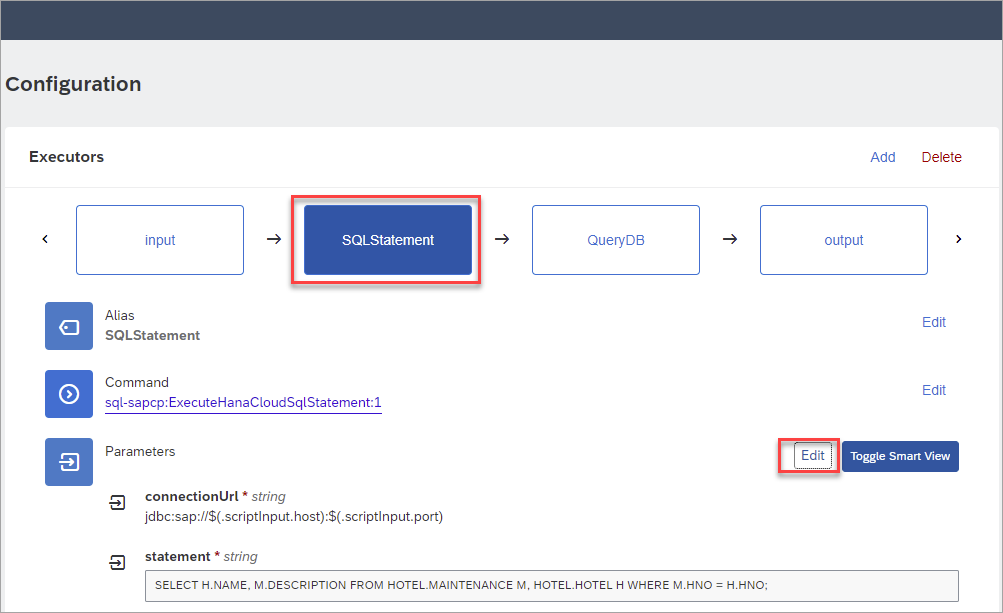 Configuration
Executors Add Delete
input SQLStatement QueryDB output
Alias
SQLStatement Edit
Command
sql-sapcp:ExecuteHanaCloudSqlStatement:1 Edit
Parameters Edit Toggle Smart View
connectionUrl * string
jdbc:sap://$(.scriptInput.host):$(.scriptInput.port)
statement * string
SELECT H.NAME, M.DESCRIPTION FROM HOTEL.MAINTENANCE M, HOTEL.HOTEL H WHERE M.HNO = H.HNO;